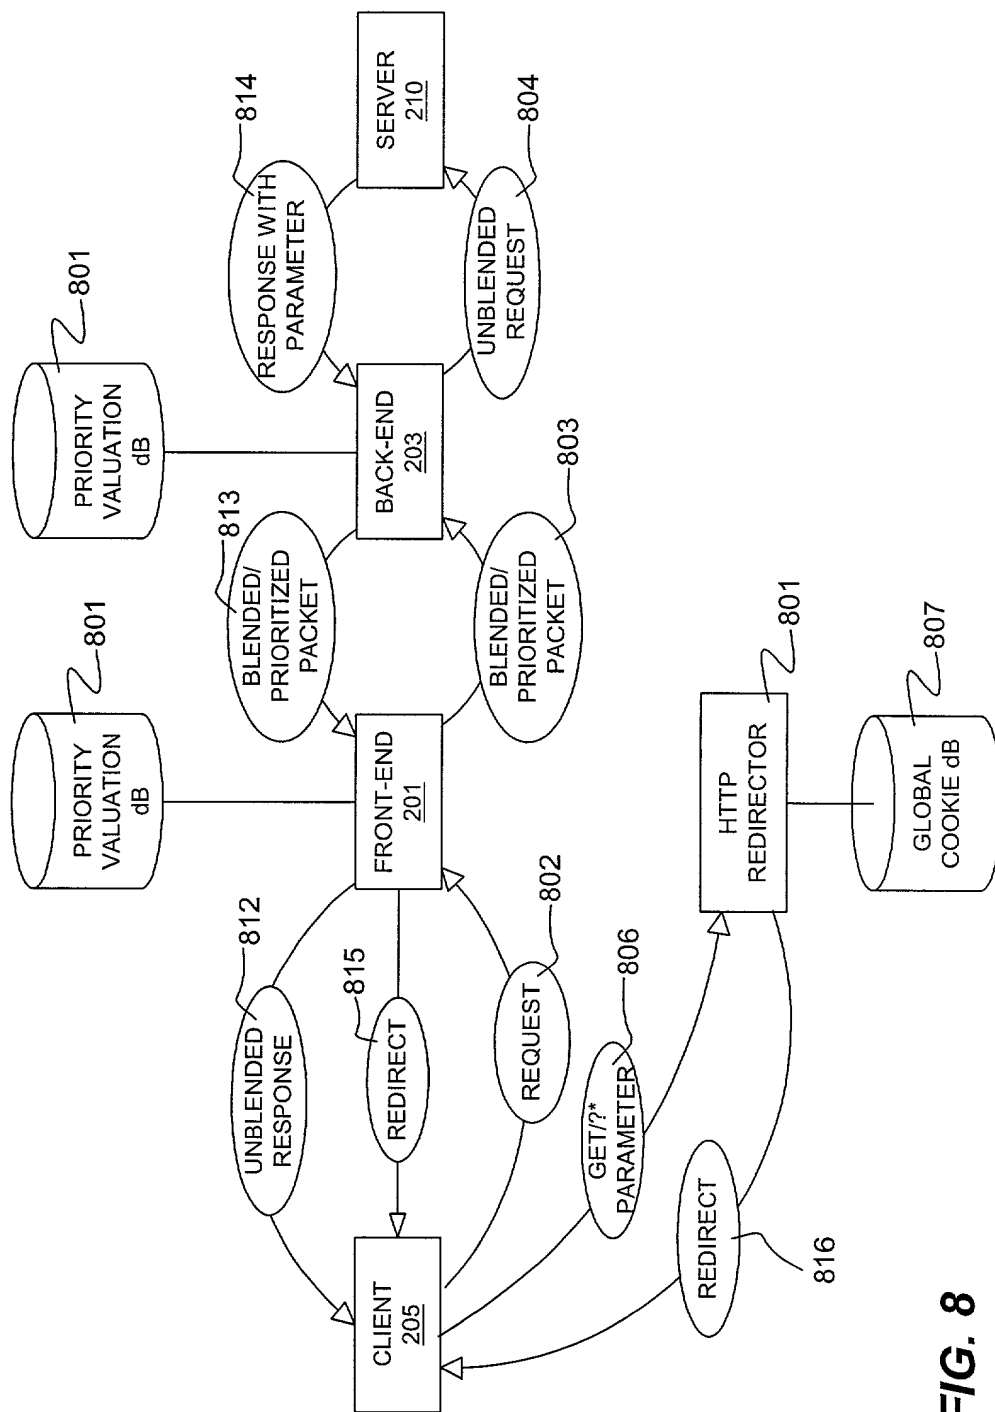 801
PRIORITY
VALUATION
dB
801
PRIORITY
VALUATION
dB
812
UNBLENDED
RESPONSE
813
BLENDED/
PRIORITIZED
PACKET
814
RESPONSE WITH
PARAMETER
815
REDIRECT
CLIENT
205
FRONT-END
201
BACK-END
203
SERVER
210
REQUEST
802
BLENDED/
PRIORITIZED
PACKET
803
UNBLENDED
REQUEST
804
GET/?*
PARAMETER
806
REDIRECT
816
HTTP
REDIRECTOR
801
GLOBAL
COOKIE dB
807
FIG. 8